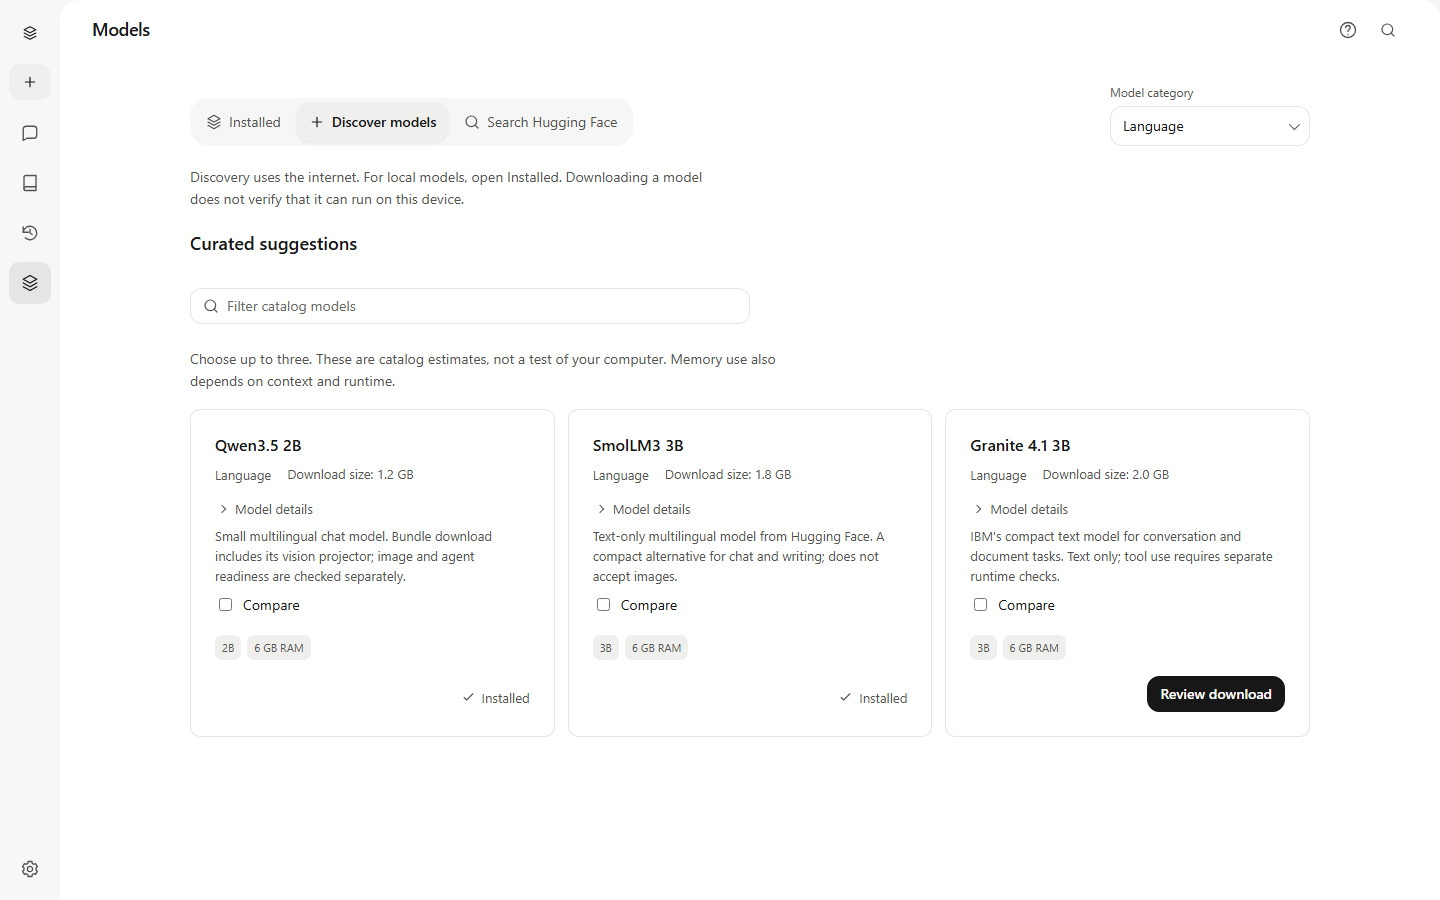 Models
Model category
Installed
Discover models
Search Hugging Face
Language
Discovery uses the internet. For local models, open Installed. Downloading a model
does not verify that it can run on this device.
Curated suggestions
Filter catalog models
Choose up to three. These are catalog estimates, not a test of your computer. Memory use also
depends on context and runtime.
Qwen3.5 2B
Language Download size: 1.2 GB
Model details
Small multilingual chat model. Bundle download
includes its vision projector; image and agent
readiness are checked separately.
Compare
2B 6 GB RAM
Installed
SmolLM3 3B
Language Download size: 1.8 GB
Model details
Text-only multilingual model from Hugging Face. A
compact alternative for chat and writing; does not
accept images.
Compare
3B 6 GB RAM
Installed
Granite 4.1 3B
Language Download size: 2.0 GB
Model details
IBM's compact text model for conversation and
document tasks. Text only; tool use requires separate
runtime checks.
Compare
3B 6 GB RAM
Review download